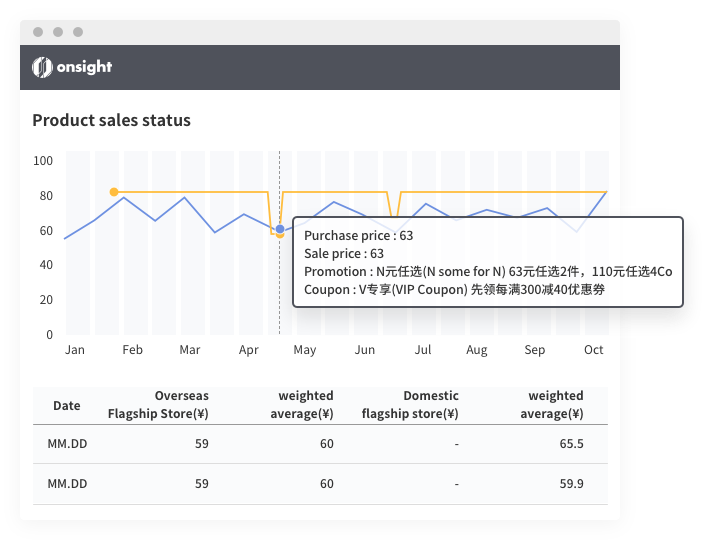 onsight
Product sales status
100
80
60
40
20
0
Purchase price : 63
Sale price : 63
Promotion : N元任选(N some for N) 63元任选2件，110元任选4Co
Coupon : V专享(VIP Coupon) 先领每满300减40优惠券
Jan Feb Mar Apr May Jun Jul Aug Sep Oct
Date Overseas Flagship Store(¥) weighted average(¥) Domestic flagship store(¥) weighted average(¥)
MM.DD 59 60 - 65.5
MM.DD 59 60 - 59.9